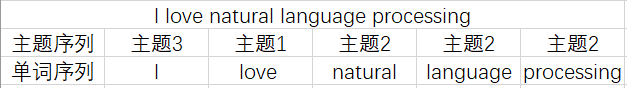 I love natural language processing
主题序列 主题3 主题1 主题2 主题2 主题2
单词序列 I love natural language processing